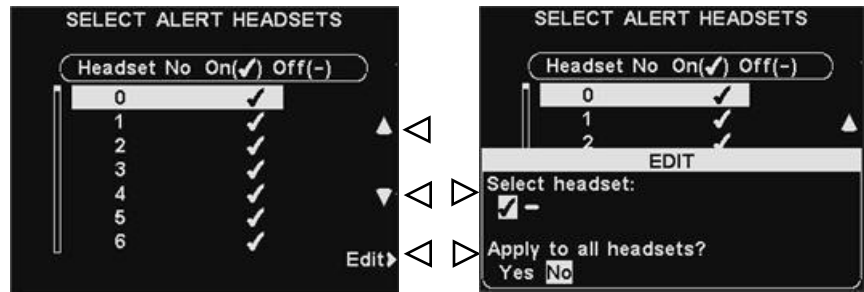 SELECT ALERT HEADSETS
Headset No On(✓) Off(-)
0 ✓
1 ✓
2 ✓
3 ✓
4 ✓
5 ✓
6 ✓
Edit
SELECT ALERT HEADSETS
Headset No On(✓) Off(-)
0 ✓
1 ✓
2 ✓
EDIT
Select headset:
✓ -
Apply to all headsets?
Yes No